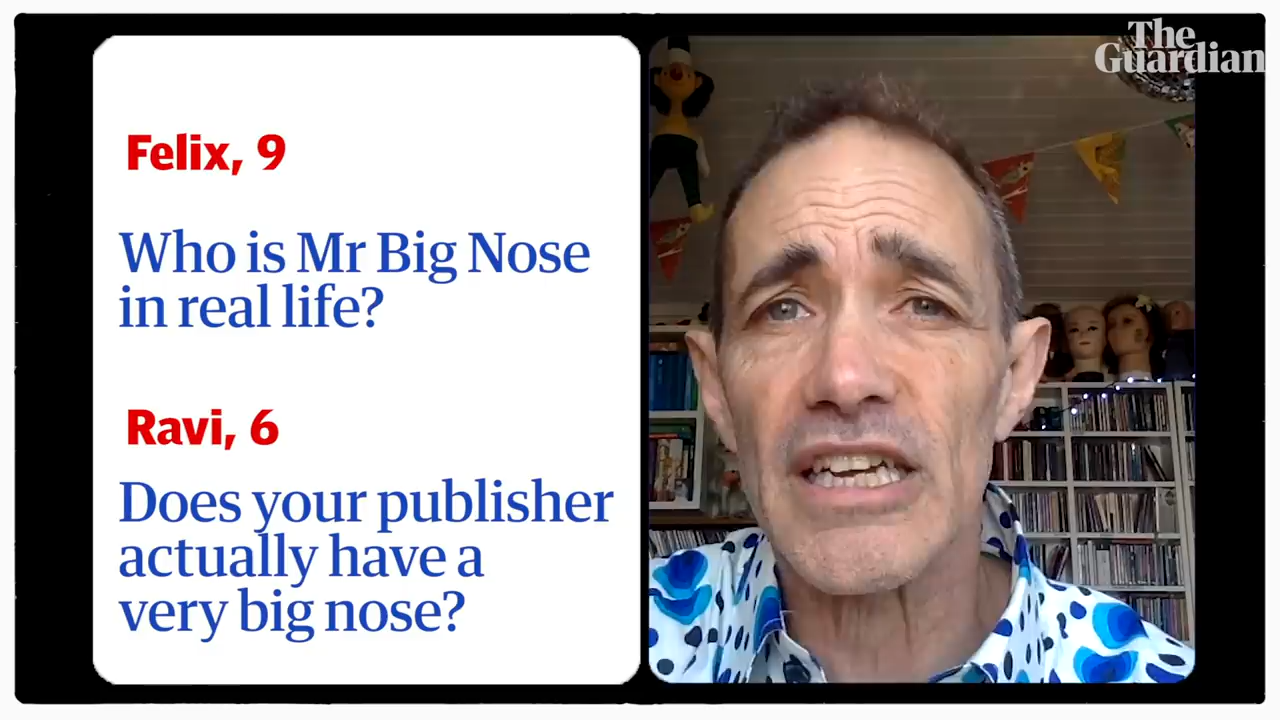 The
Guardian
Felix, 9
Who is Mr Big Nose
in real life?
Ravi, 6
Does your publisher
actually have a
very big nose?